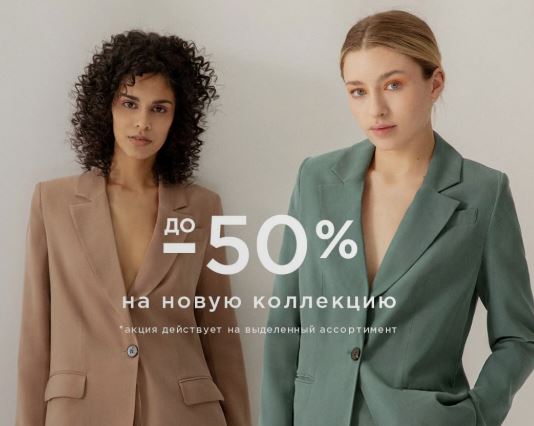 до
-50%
на новую коллекцию
*акция действует на выделенный ассортимент